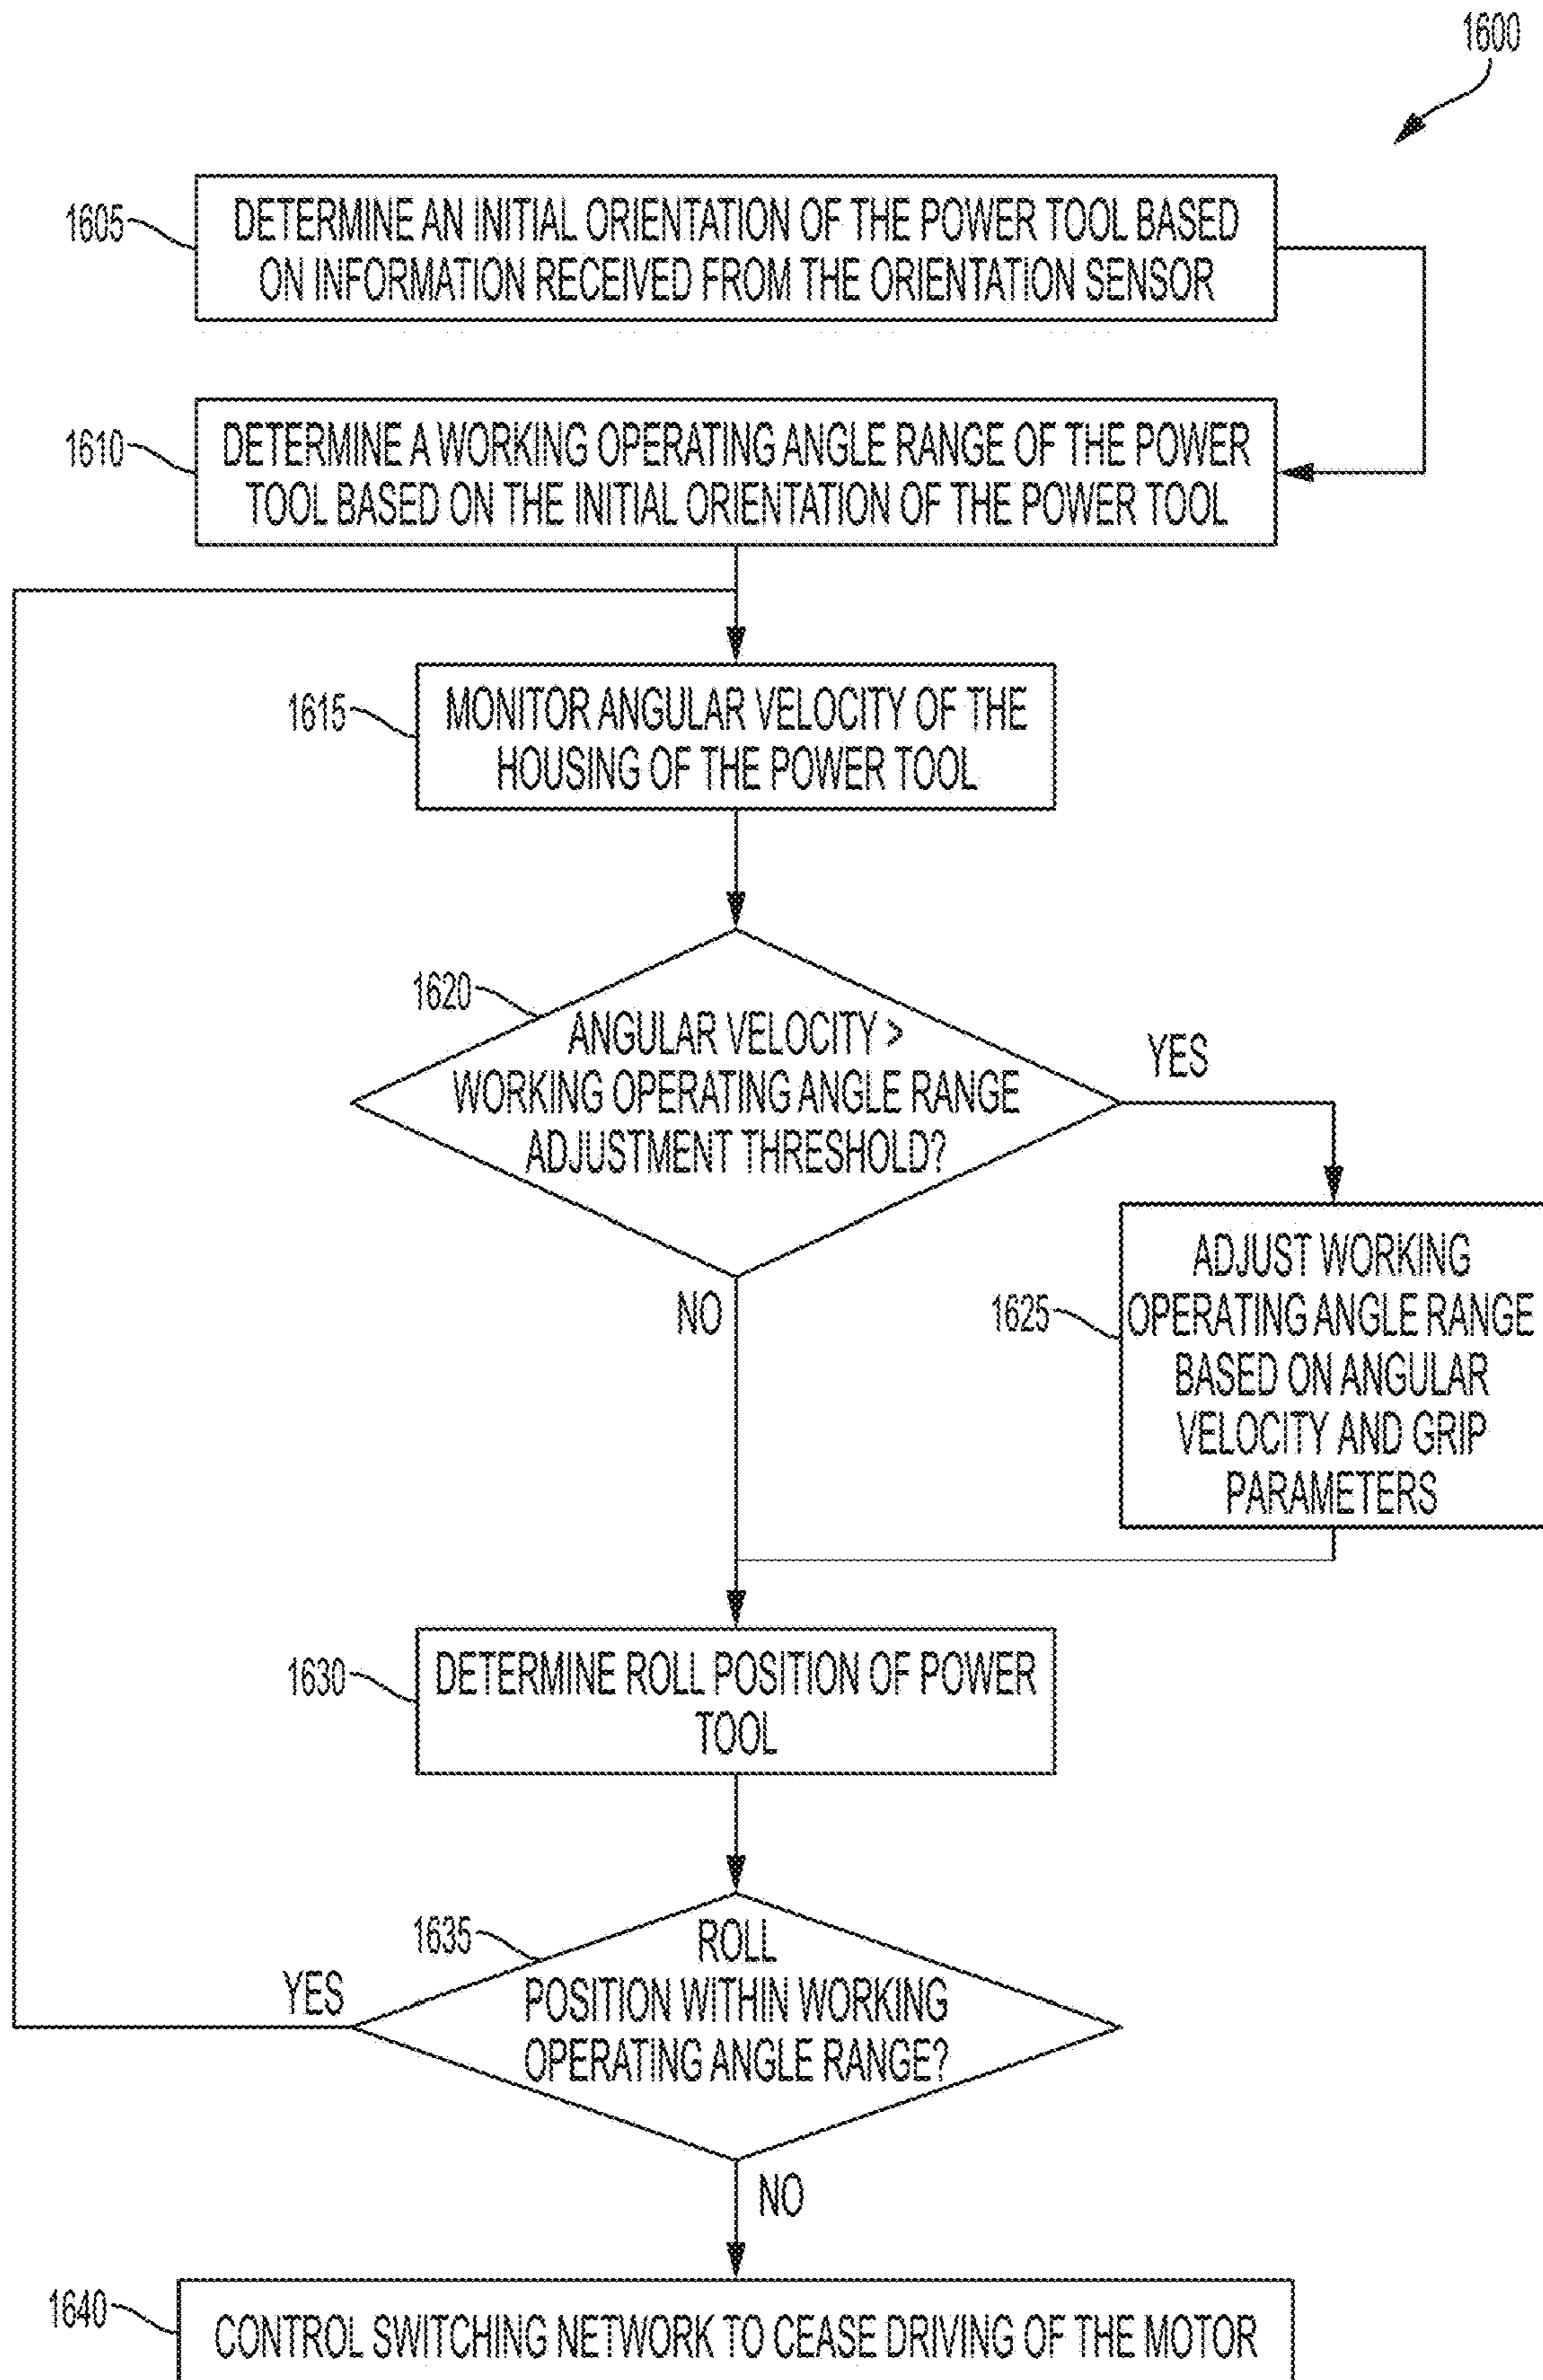 1600
1605
DETERMINE AN INITIAL ORIENTATION OF THE POWER TOOL BASED
ON INFORMATION RECEIVED FROM THE ORIENTATION SENSOR
1610
DETERMINE A WORKING OPERATING ANGLE RANGE OF THE POWER
TOOL BASED ON THE INITIAL ORIENTATION OF THE POWER TOOL
1615
MONITOR ANGULAR VELOCITY OF THE
HOUSING OF THE POWER TOOL
1620
ANGULAR VELOCITY >
WORKING OPERATING ANGLE RANGE
ADJUSTMENT THRESHOLD?
YES
NO
1625
ADJUST WORKING
OPERATING ANGLE RANGE
BASED ON ANGULAR
VELOCITY AND GRIP
PARAMETERS
1630
DETERMINE ROLL POSITION OF POWER
TOOL
1635
ROLL
POSITION WITHIN WORKING
OPERATING ANGLE RANGE?
YES
NO
1640
CONTROL SWITCHING NETWORK TO CEASE DRIVING OF THE MOTOR